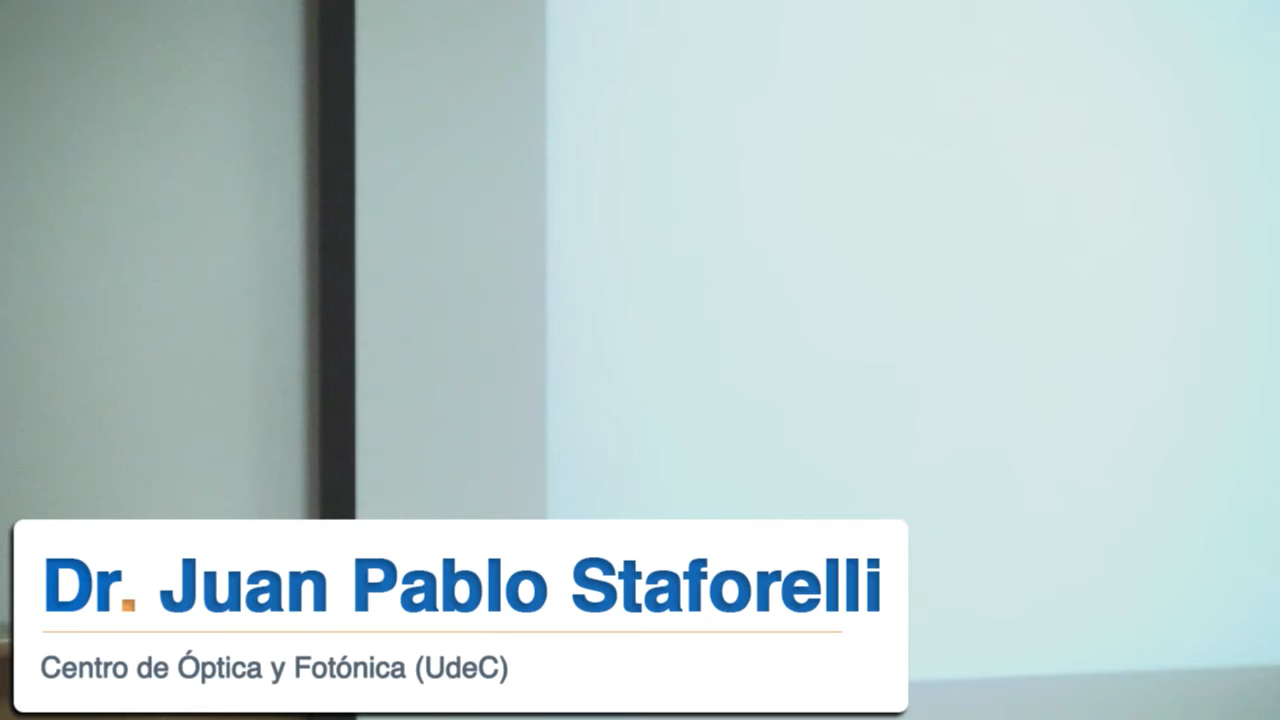 Dr. Juan Pablo Staforelli
Centro de Óptica y Fotónica (UdeC)